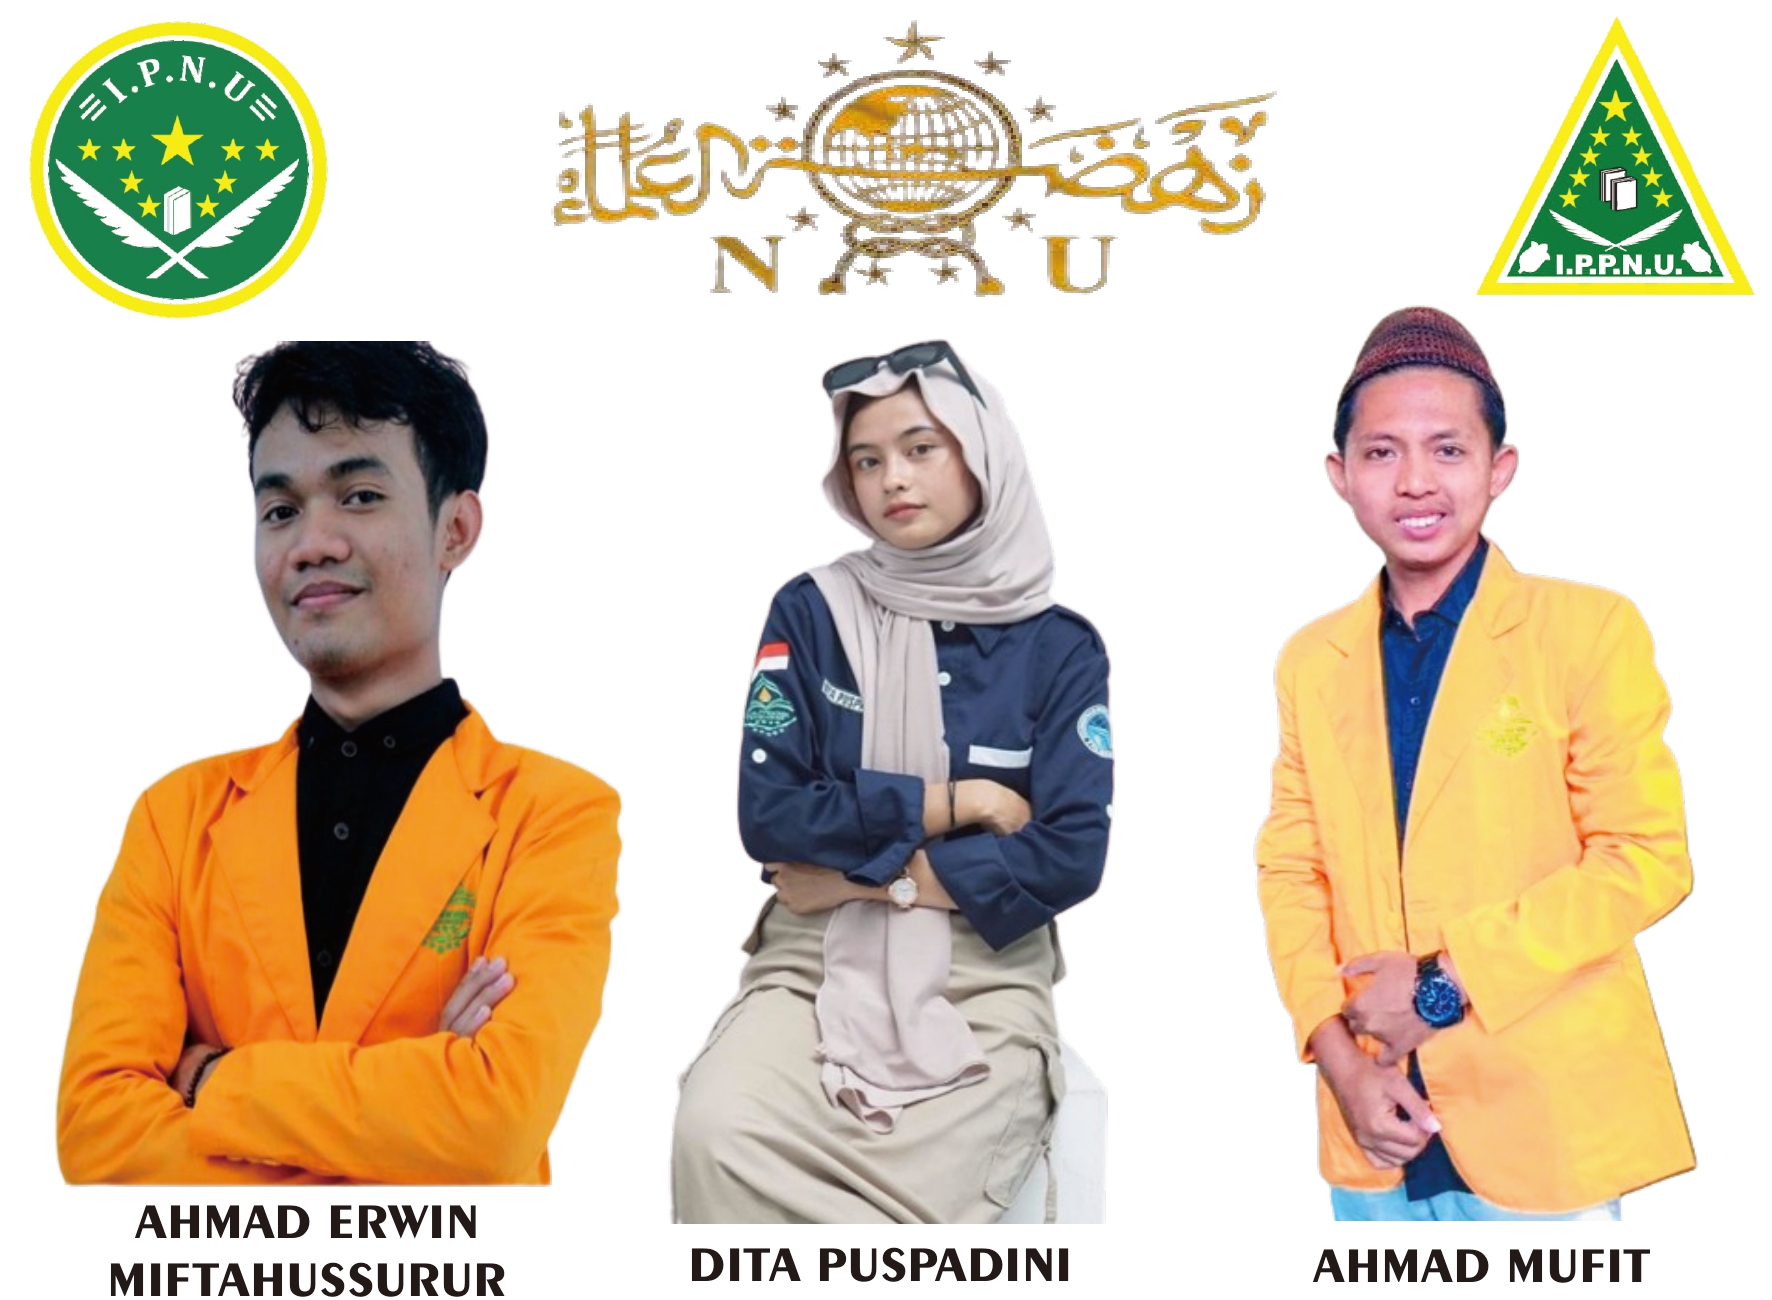 I.P.N.U
نهضة العلماء
N U
I.P.P.N.U.
AHMAD ERWIN
MIFTAHUSSURUR
DITA PUSPADINI
AHMAD MUFIT